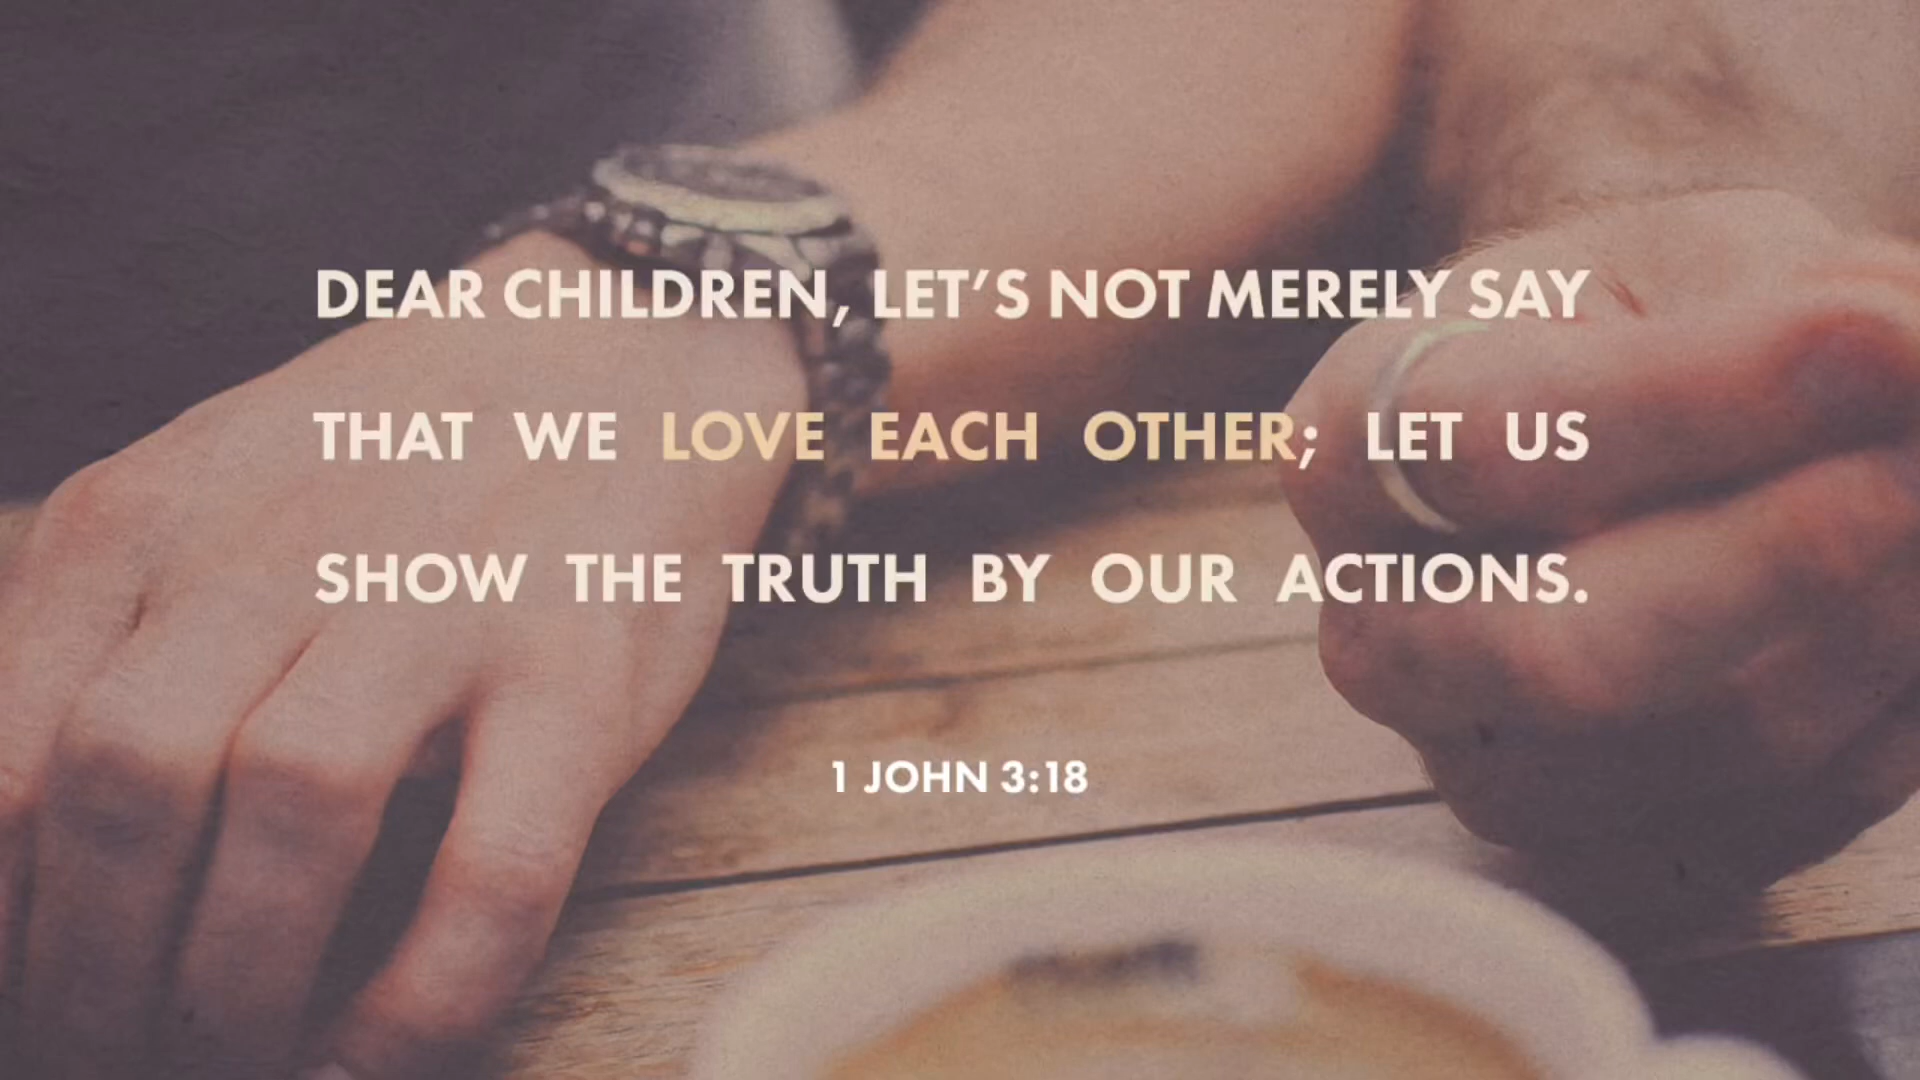 DEAR CHILDREN, LET’S NOT MERELY SAY
THAT WE LOVE EACH OTHER; LET US
SHOW THE TRUTH BY OUR ACTIONS.
1 JOHN 3:18